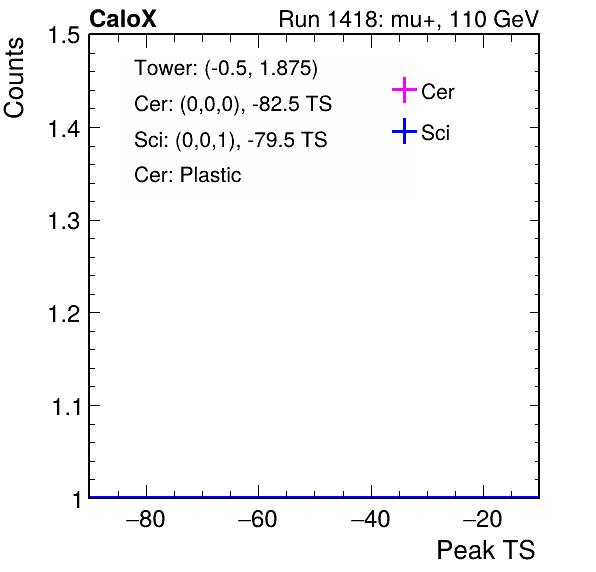 CaloX Run 1418: mu+, 110 GeV
Counts
1.5
1.4
1.3
1.2
1.1
1
Tower: (-0.5, 1.875)
Cer: (0,0,0), -82.5 TS
Sci: (0,0,1), -79.5 TS
Cer: Plastic
Cer
Sci
−80 −60 −40 −20
Peak TS